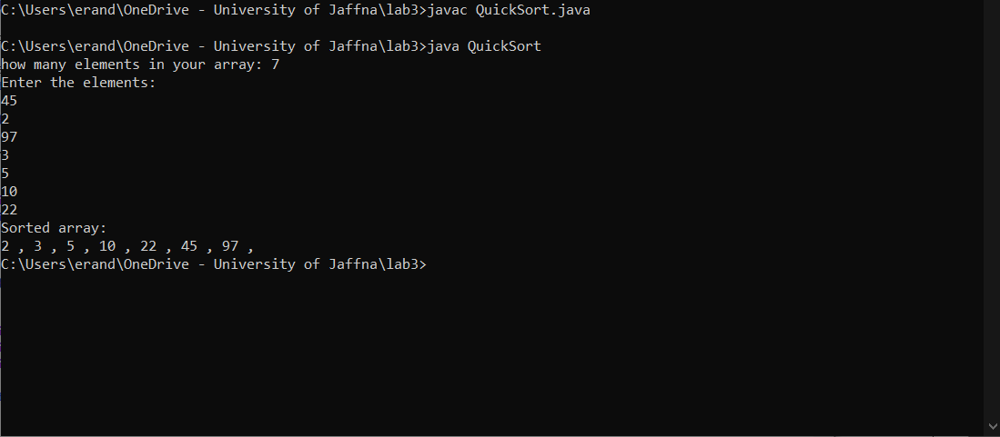 C:\Users\erand\OneDrive - University of Jaffna\lab3>javac QuickSort.java
C:\Users\erand\OneDrive - University of Jaffna\lab3>java QuickSort
how many elements in your array: 7
Enter the elements:
45
2
97
3
5
10
22
Sorted array:
2 , 3 , 5 , 10 , 22 , 45 , 97 ,
C:\Users\erand\OneDrive - University of Jaffna\lab3>